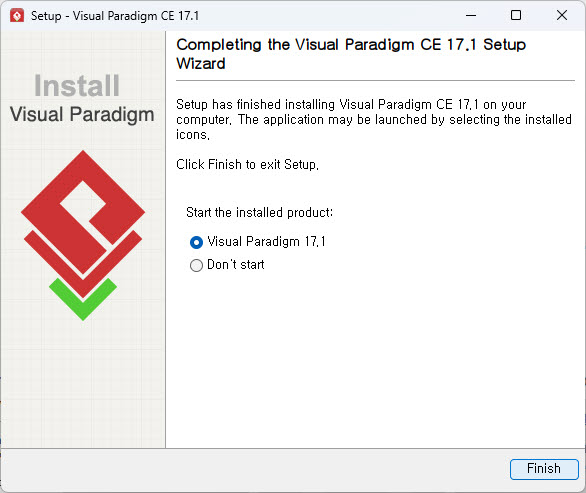 Setup - Visual Paradigm CE 17.1
Install
Visual Paradigm
Completing the Visual Paradigm CE 17.1 Setup
Wizard
Setup has finished installing Visual Paradigm CE 17.1 on your
computer. The application may be launched by selecting the installed
icons.
Click Finish to exit Setup.
Start the installed product:
Visual Paradigm 17.1
Don't start
Finish